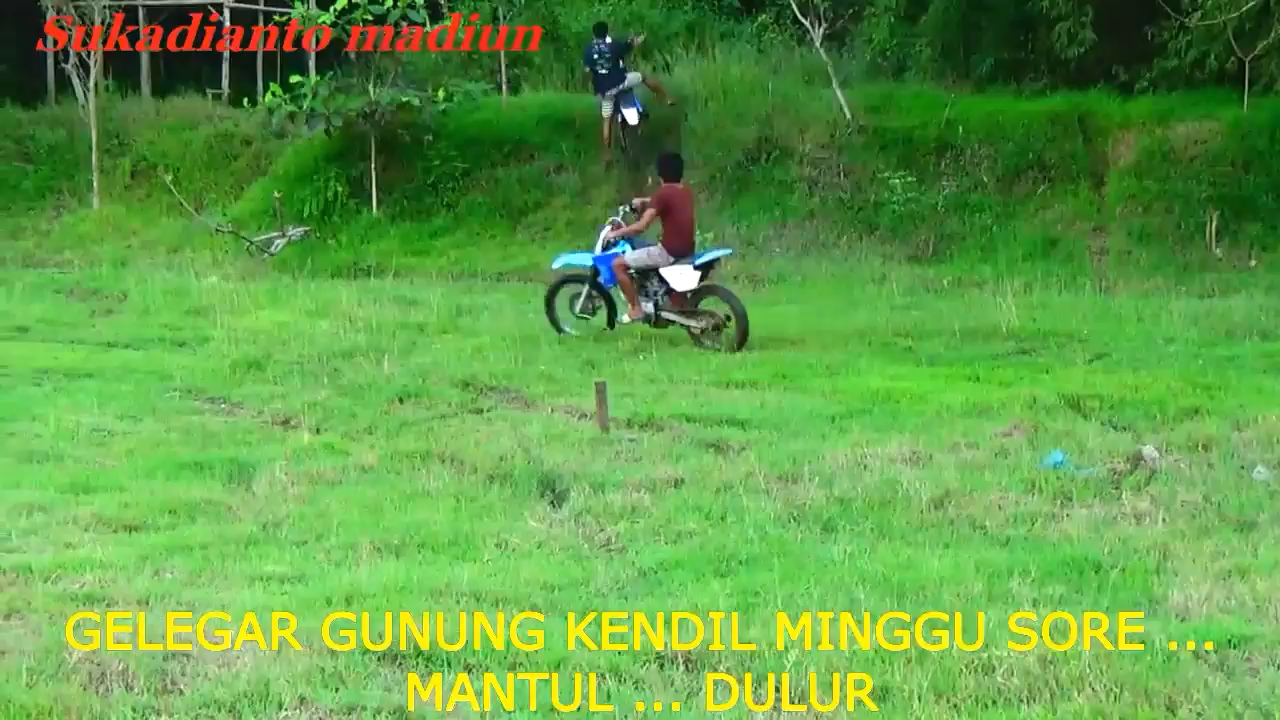 Sukadianto madiun
GELEGAR GUNUNG KENDIL MINGGU SORE ...
MANTUL ... DULUR